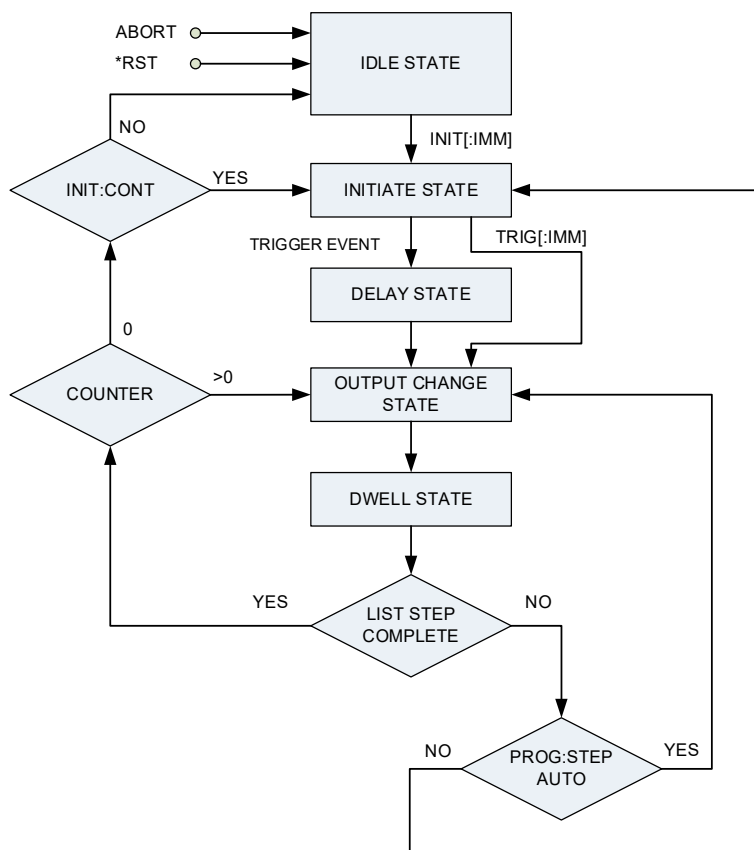 ABORT
*RST
IDLE STATE
NO
INIT[:IMM]
INIT:CONT
YES
INITIATE STATE
TRIGGER EVENT
TRIG[:IMM]
DELAY STATE
0
COUNTER
>0
OUTPUT CHANGE
STATE
DWELL STATE
YES
LIST STEP
COMPLETE
NO
NO
PROG:STEP
AUTO
YES